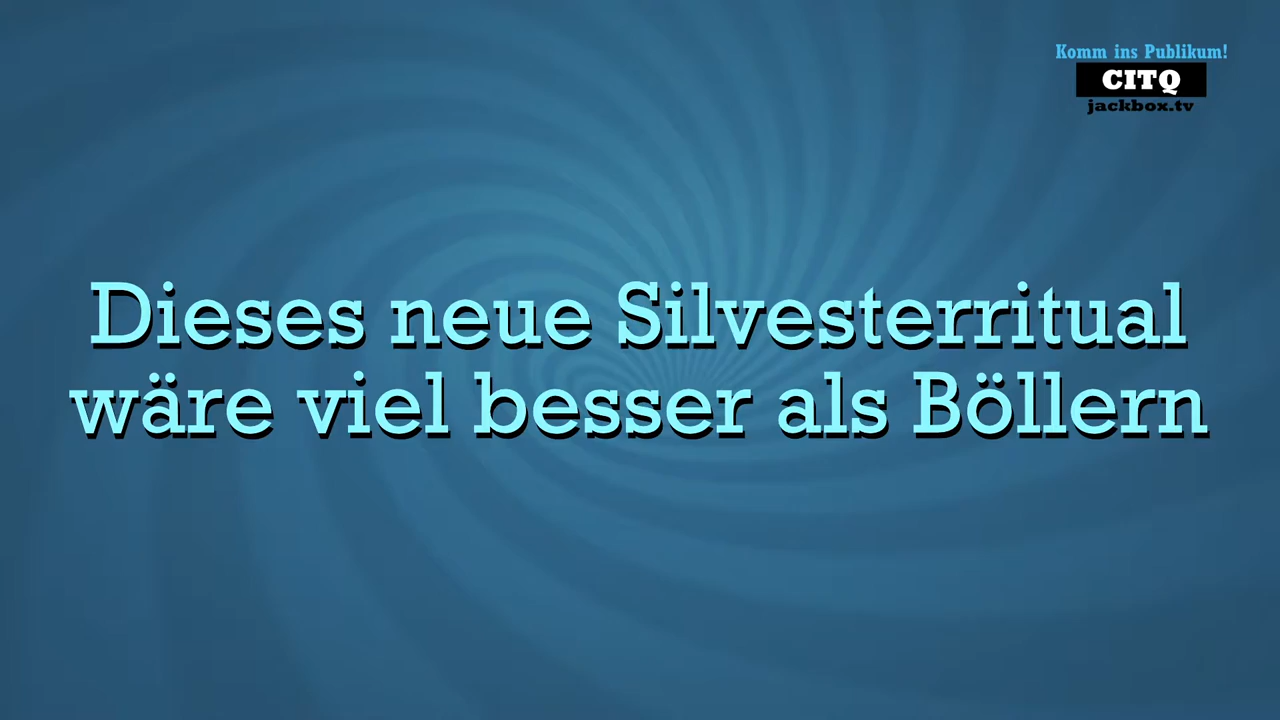 Komm ins Publikum!
CITQ
jackbox.tv
Dieses neue Silvesterritual
wäre viel besser als Böllern